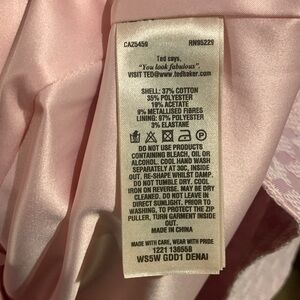 CA25459 RN95229
Ted says,
"You look fabulous"
VISIT TED@WWW.tedbaker.com
SHELL: 37% COTTON
35% POLYESTER
19% ACETATE
9% METALLISED FIBRES
LINING: 97% POLYESTER
3% ELASTANE
P
DO NOT USE PRODUCTS
CONTAINING BLEACH, OIL OR
ALCOHOL. COOL HAND WASH
SEPARATELY AT 30C, INSIDE
OUT. RE-SHAPE WHILST DAMP.
DO NOT TUMBLE DRY. COOL
IRON ON REVERSE. MAY BE DRY
CLEANED. DO NOT DRY IN
DIRECT SUNLIGHT. PRIOR TO
WASHING, TO PROTECT THE ZIP
PULLER, TURN GARMENT INSIDE
OUT.
MADE IN CHINA
MADE WITH CARE, WEAR WITH PRIDE
1221 136558
WS5W GDD1 DENAI